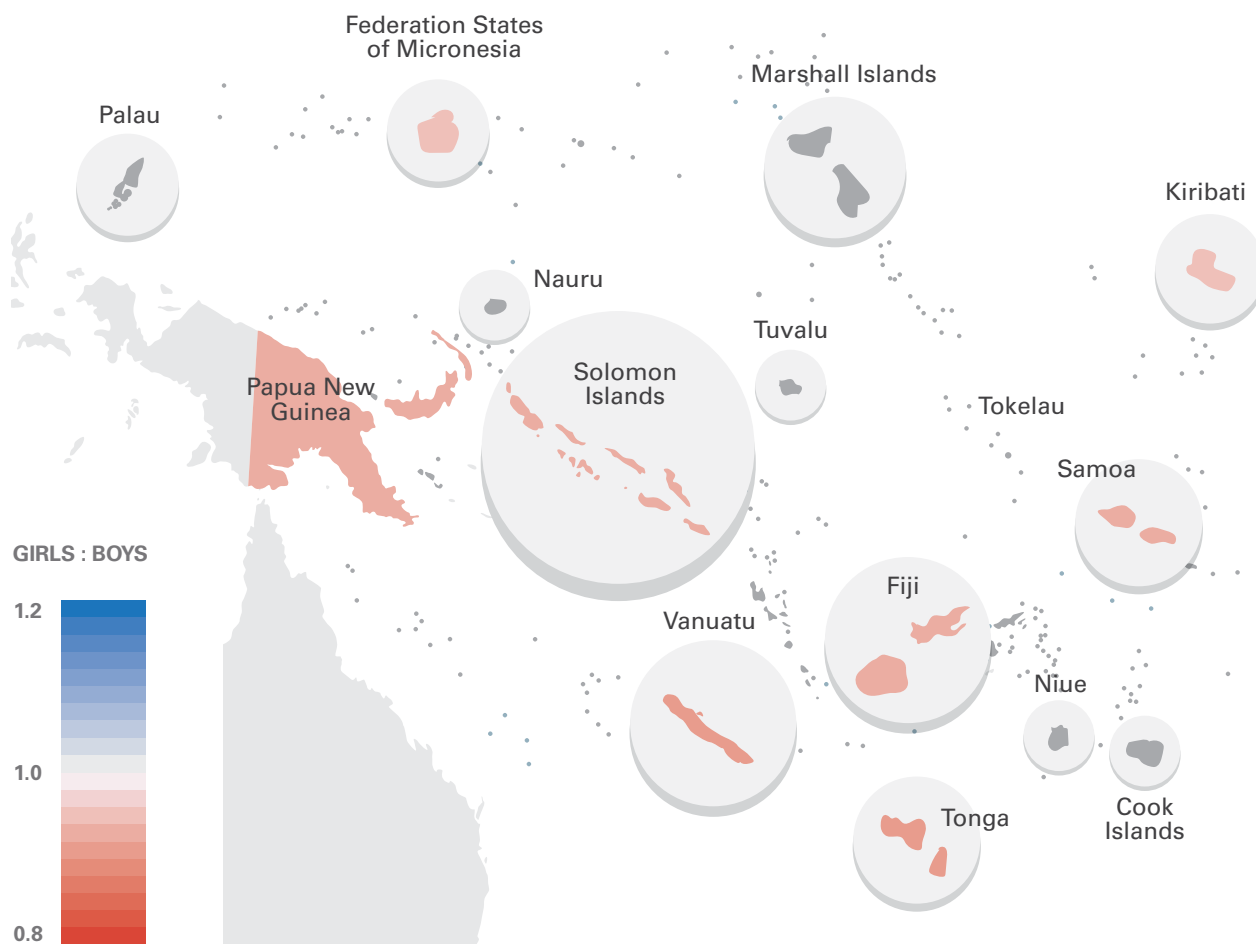 Federation States
of Micronesia
Marshall Islands
Palau
Kiribati
Nauru
Tuvalu
Solomon
Islands
Papua New
Guinea
Tokelau
Samoa
GIRLS : BOYS
1.2
1.0
0.8
Fiji
Vanuatu
Niue
Cook
Islands
Tonga